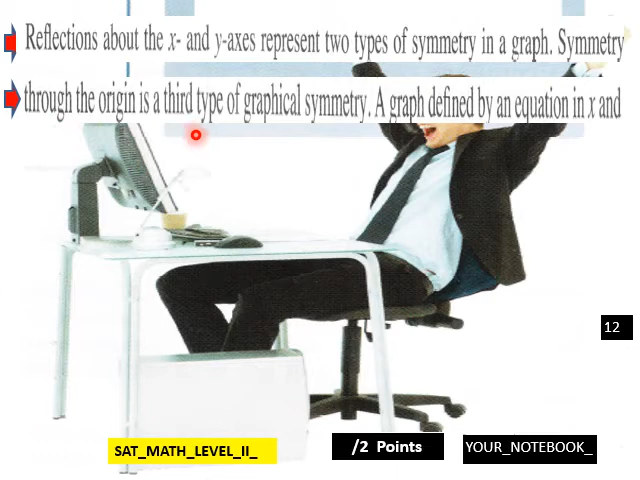 Reflections about the x- and y-axes represent two types of symmetry in a graph. Symmetry
through the origin is a third type of graphical symmetry. A graph defined by an equation in x and
12
SAT_MATH_LEVEL_II_
/2 Points
YOUR_NOTEBOOK_